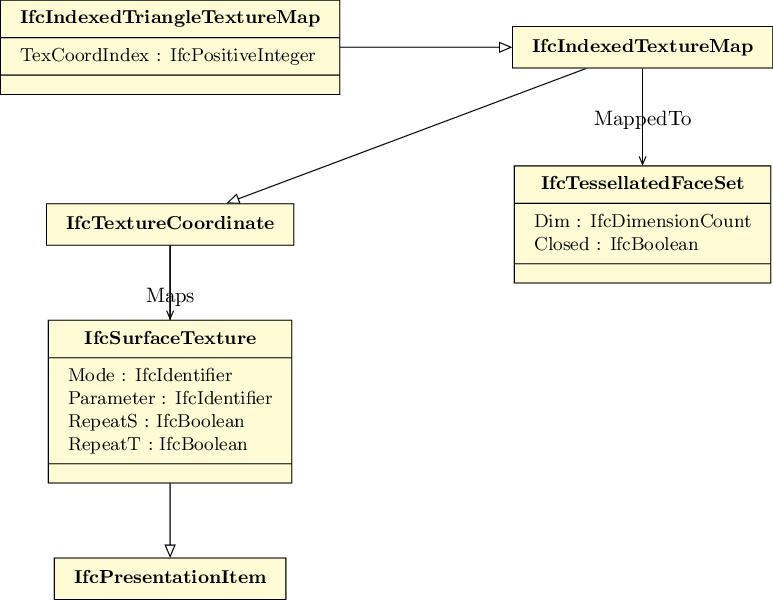 IfcIndexedTriangleTextureMap
TexCoordIndex : IfcPositiveInteger
IfcIndexedTextureMap
MappedTo
IfcTessellatedFaceSet
Dim : IfcDimensionCount
Closed : IfcBoolean
IfcTextureCoordinate
Maps
IfcSurfaceTexture
Mode : IfcIdentifier
Parameter : IfcIdentifier
RepeatS : IfcBoolean
RepeatT : IfcBoolean
IfcPresentationItem